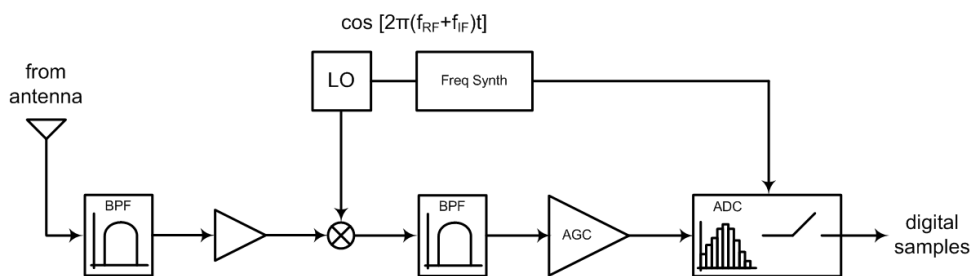 cos [2π(f_RF+f_IF)t]
from
antenna
LO
Freq Synth
BPF
BPF
AGC
ADC
digital
samples